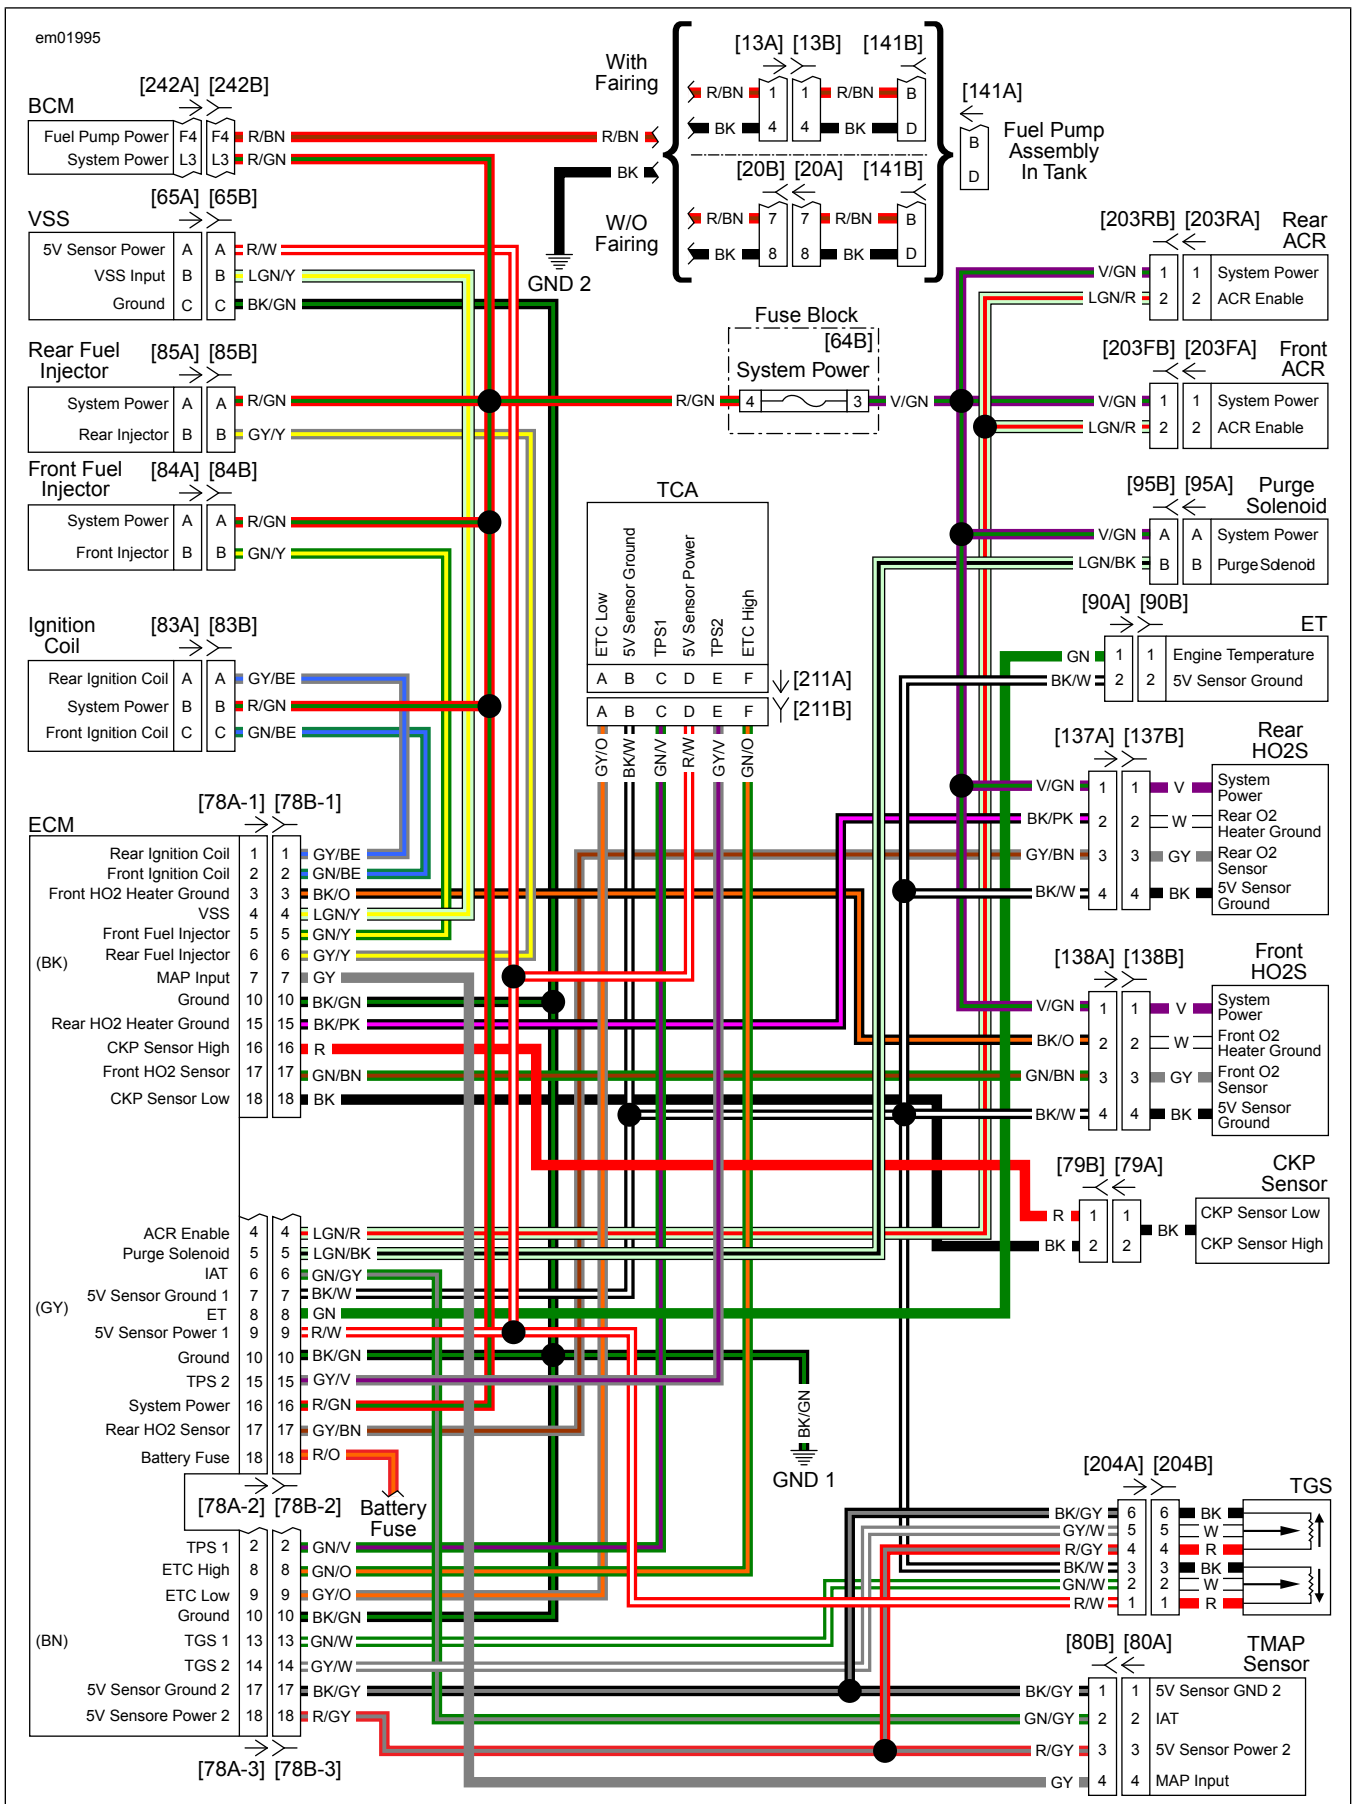 em01995
[242A] [242B]
BCM
Fuel Pump Power F4 F4 R/BN
System Power L3 L3 R/GN
[65A] [65B]
VSS
5V Sensor Power A A R/W
VSS Input B B LGN/Y
Ground C C BK/GN
Rear Fuel
Injector
[85A] [85B]
System Power A A R/GN
Rear Injector B B GY/Y
Front Fuel
Injector
[84A] [84B]
System Power A A R/GN
Front Injector B B GN/Y
Ignition
Coil
[83A] [83B]
Rear Ignition Coil A A GY/BE
System Power B B R/GN
Front Ignition Coil C C GN/BE
With
Fairing
[13A] [13B] [141B]
R/BN 1 1 R/BN B
BK 4 4 BK D
R/BN
BK
GND 2
W/O
Fairing
[20B] [20A] [141B]
R/BN 7 7 R/BN B
BK 8 8 BK D
[141A]
B
D
Fuel Pump
Assembly
In Tank
Fuse Block
[64B]
System Power
R/GN 4 3 V/GN
[203RB] [203RA]
Rear
ACR
V/GN 1 1 System Power
LGN/R 2 2 ACR Enable
[203FB] [203FA]
Front
ACR
V/GN 1 1 System Power
LGN/R 2 2 ACR Enable
[95B] [95A]
Purge
Solenoid
V/GN A A System Power
LGN/BK B B Purge Solenoid
[90A] [90B]
ET
GN 1 1 Engine Temperature
BK/W 2 2 5V Sensor Ground
TCA
ETC Low
5V Sensor Ground
TPS1
5V Sensor Power
TPS2
ETC High
A B C D E F
[211A]
A B C D E F
[211B]
GY/O
BK/W
GN/V
R/W
GY/V
GN/O
[137A] [137B]
Rear
HO2S
V/GN 1 1 V System
Power
BK/PK 2 2 W Rear O2
Heater Ground
GY/BN 3 3 GY Rear O2
Sensor
BK/W 4 4 BK 5V Sensor
Ground
[138A] [138B]
Front
HO2S
V/GN 1 1 V System
Power
BK/O 2 2 W Front O2
Heater Ground
GN/BN 3 3 GY Front O2
Sensor
BK/W 4 4 BK 5V Sensor
Ground
[79B] [79A]
CKP
Sensor
R 1 1 CKP Sensor Low
BK
BK 2 2 CKP Sensor High
[78A-1] [78B-1]
ECM
Rear Ignition Coil 1 1 GY/BE
Front Ignition Coil 2 2 GN/BE
Front HO2 Heater Ground 3 3 BK/O
VSS 4 4 LGN/Y
Front Fuel Injector 5 5 GN/Y
Rear Fuel Injector 6 6 GY/Y
(BK)
MAP Input 7 7 GY
Ground 10 10 BK/GN
Rear HO2 Heater Ground 15 15 BK/PK
CKP Sensor High 16 16 R
Front HO2 Sensor 17 17 GN/BN
CKP Sensor Low 18 18 BK
ACR Enable 4 4 LGN/R
Purge Solenoid 5 5 LGN/BK
IAT 6 6 GN/GY
5V Sensor Ground 1 7 7 BK/W
(GY)
ET 8 8 GN
5V Sensor Power 1 9 9 R/W
Ground 10 10 BK/GN
TPS 2 15 15 GY/V
System Power 16 16 R/GN
Rear HO2 Sensor 17 17 GY/BN
Battery Fuse 18 18 R/O
[78A-2] [78B-2]
Battery
Fuse
BK/GN
GND 1
TPS 1 2 2 GN/V
ETC High 8 8 GN/O
ETC Low 9 9 GY/O
Ground 10 10 BK/GN
(BN)
TGS 1 13 13 GN/W
TGS 2 14 14 GY/W
5V Sensor Ground 2 17 17 BK/GY
5V Sensore Power 2 18 18 R/GY
[78A-3] [78B-3]
[204A] [204B]
TGS
BK/GY 6 6 BK
GY/W 5 5 W
R/GY 4 4 R
BK/W 3 3 BK
GN/W 2 2 W
R/W 1 1 R
[80B] [80A]
TMAP
Sensor
BK/GY 1 1 5V Sensor GND 2
GN/GY 2 2 IAT
R/GY 3 3 5V Sensor Power 2
GY 4 4 MAP Input